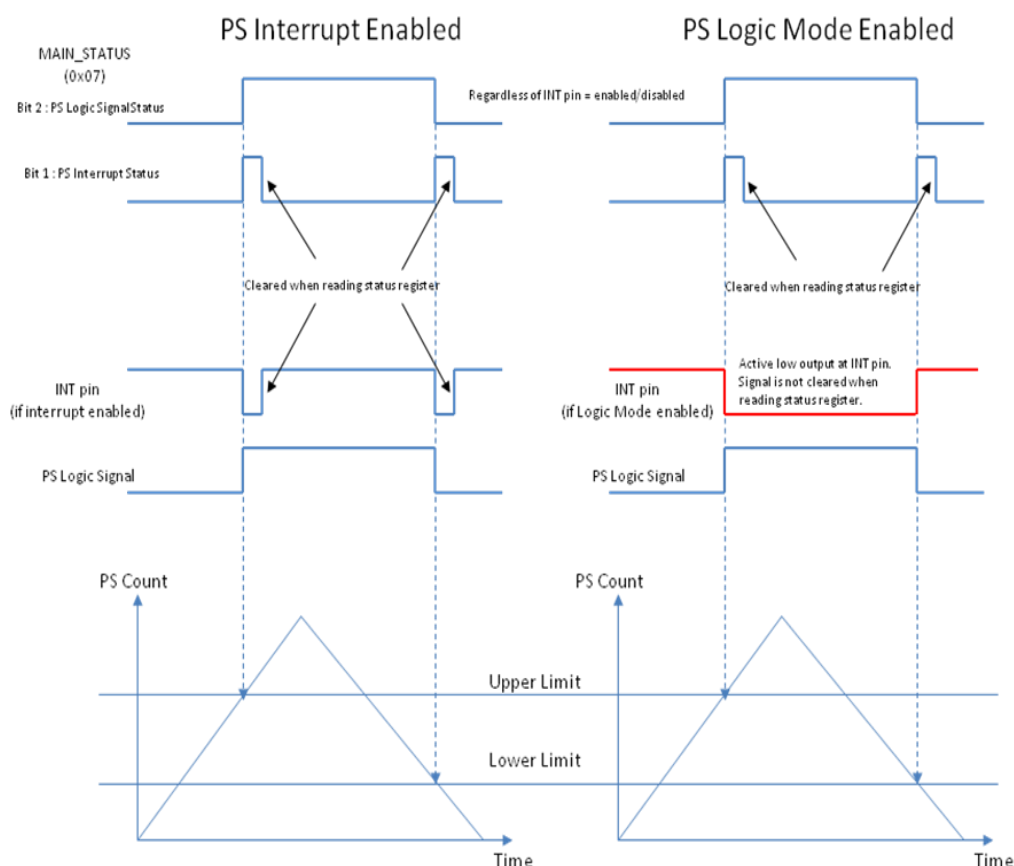 PS Interrupt Enabled
PS Logic Mode Enabled
MAIN_STATUS
(0x07)
Bit 2 : PS Logic SignalStatus
Regardless of INT pin = enabled/disabled
Bit 1 : PS Interrupt Status
Cleared when reading status register
Cleared when reading status register
INT pin
(if interrupt enabled)
INT pin
(if Logic Mode enabled)
Active low output at INT pin.
Signal is not cleared when
reading status register.
PS Logic Signal
PS Logic Signal
PS Count
PS Count
Upper Limit
Lower Limit
Time
Time